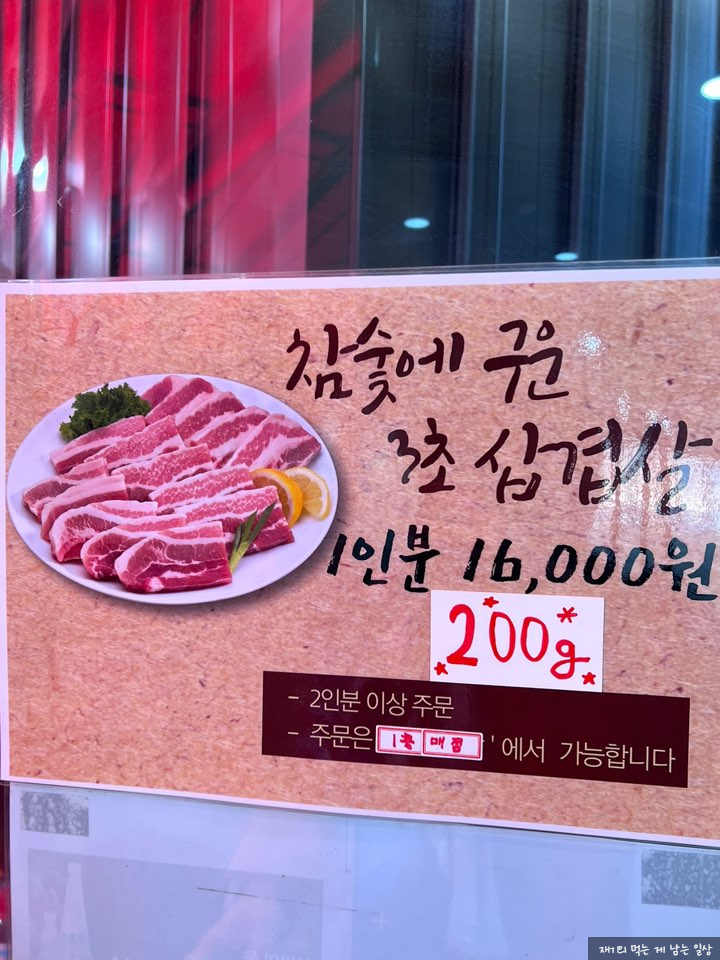 참숯에 구운
3초 삼겹살
1인분 16,000원
200g
- 2인분 이상 주문
- 주문은 1층 매점 ' 에서 가능합니다
재기의 먹는 게 남는 일상